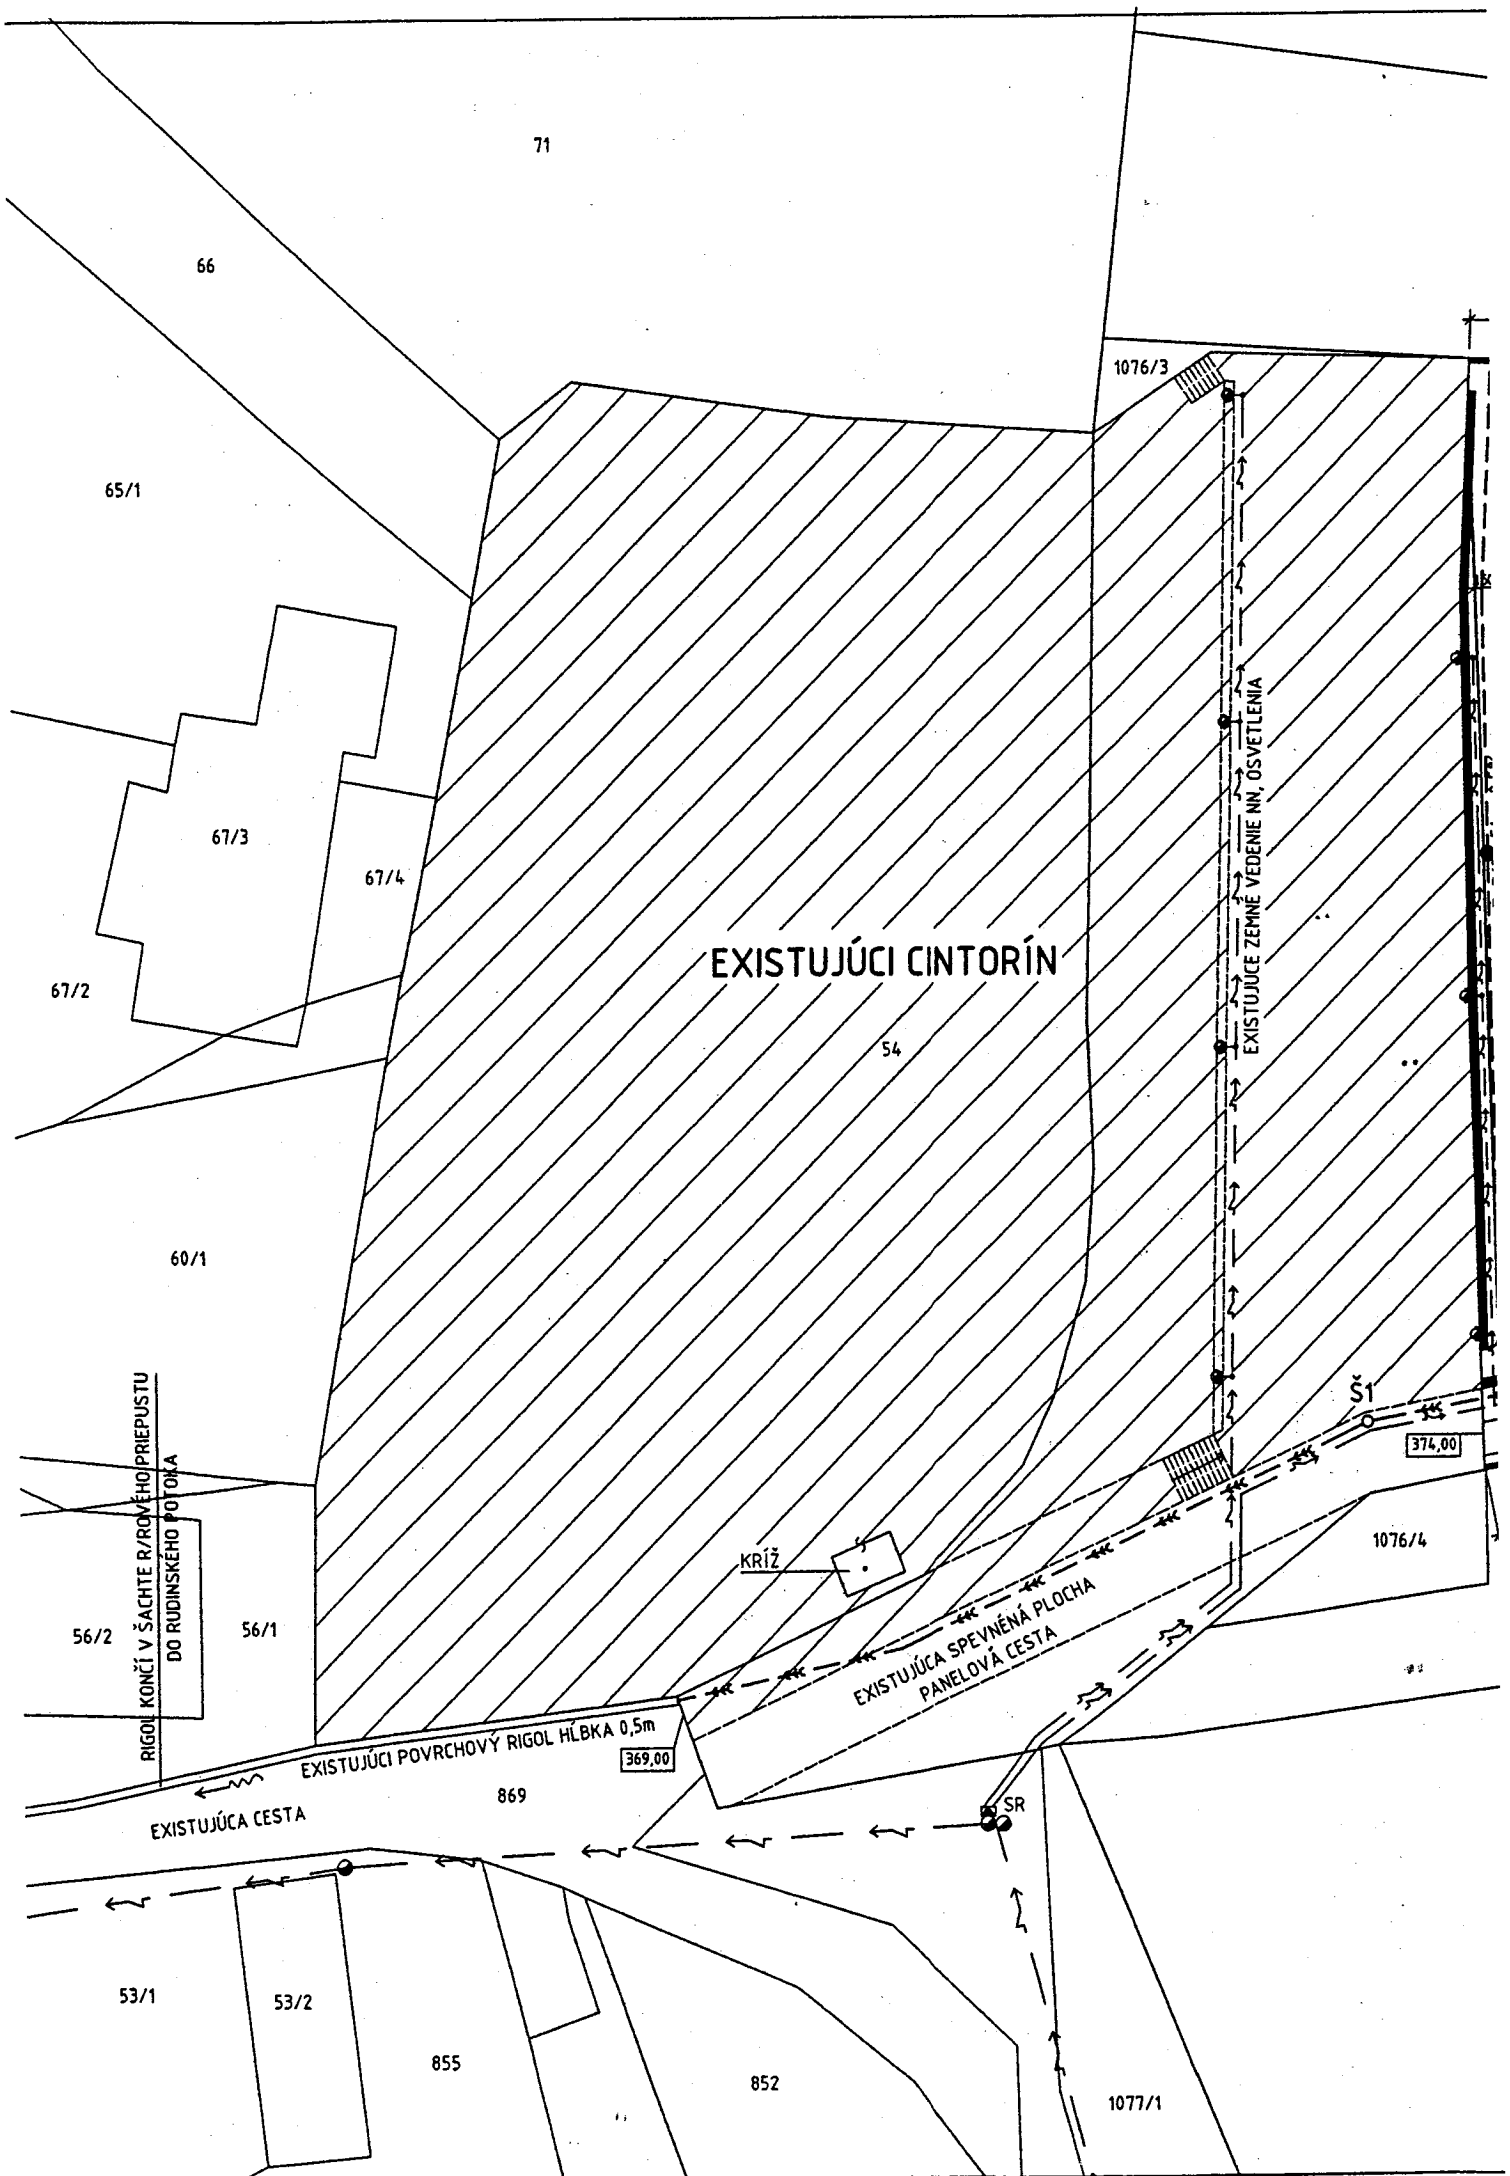 71
66
1076/3
65/1
67/3
67/4
EXISTUJÚCE ZEMNÉ VEDENIE NN, OSVETLENIA
EXISTUJÚCI CINTORÍN
67/2
54
60/1
RIGOL KONČÍ V ŠACHTE R/ROVÉHO PRIEPUSTU
DO RUDINSKÉHO POTOKA
Š1
374,00
1076/4
KRÍŽ
56/2
56/1
EXISTUJÚCA SPEVNENÁ PLOCHA
PANELOVÁ CESTA
EXISTUJÚCI POVRCHOVÝ RIGOL HĹBKA 0,5m
369,00
869
SR
EXISTUJÚCA CESTA
53/1
53/2
855
852
1077/1